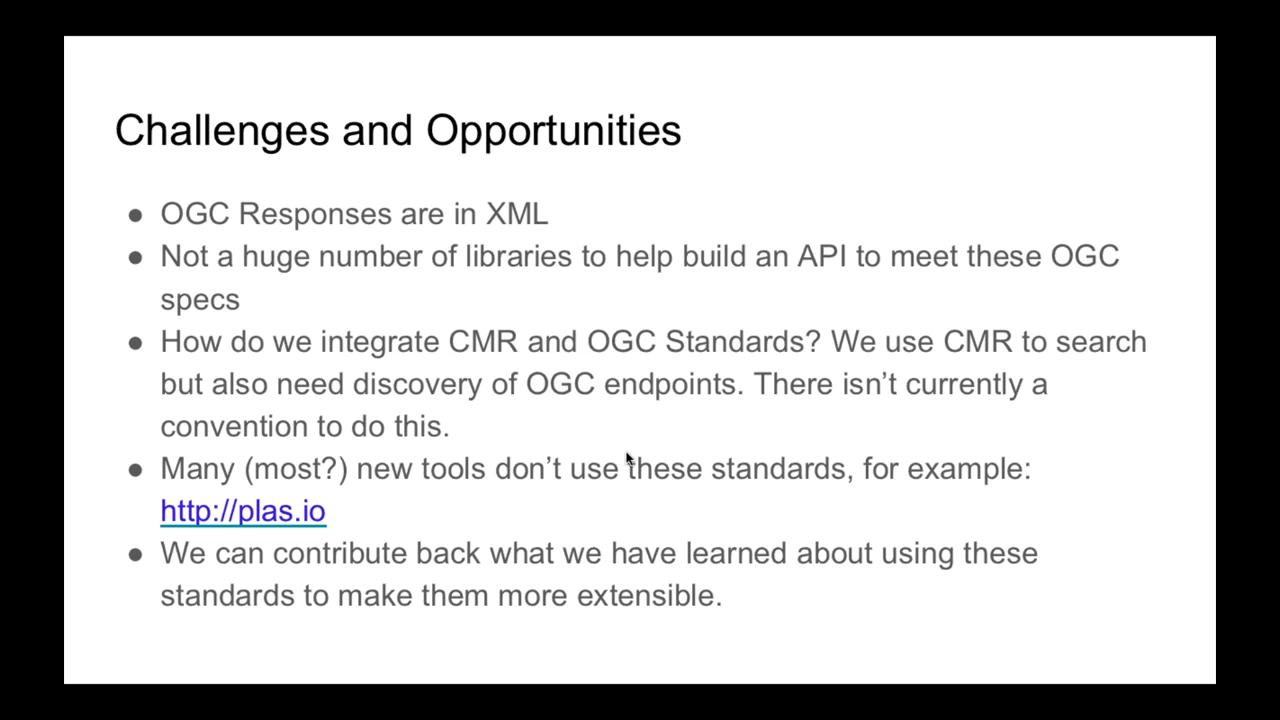 Challenges and Opportunities
● OGC Responses are in XML
● Not a huge number of libraries to help build an API to meet these OGC
specs
● How do we integrate CMR and OGC Standards? We use CMR to search
but also need discovery of OGC endpoints. There isn’t currently a
convention to do this.
● Many (most?) new tools don’t use these standards, for example:
http://plas.io
● We can contribute back what we have learned about using these
standards to make them more extensible.